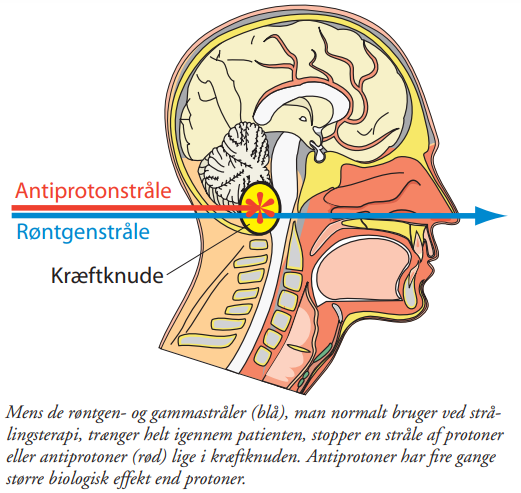 Antiprotonstråle
Røntgenstråle
Kræftknude
Mens de røntgen- og gammastråler (blå), man normalt bruger ved strå-
lingsterapi, trænger helt igennem patienten, stopper en stråle af protoner
eller antiprotoner (rød) lige i kræftknuden. Antiprotoner har fire gange
større biologisk effekt end protoner.